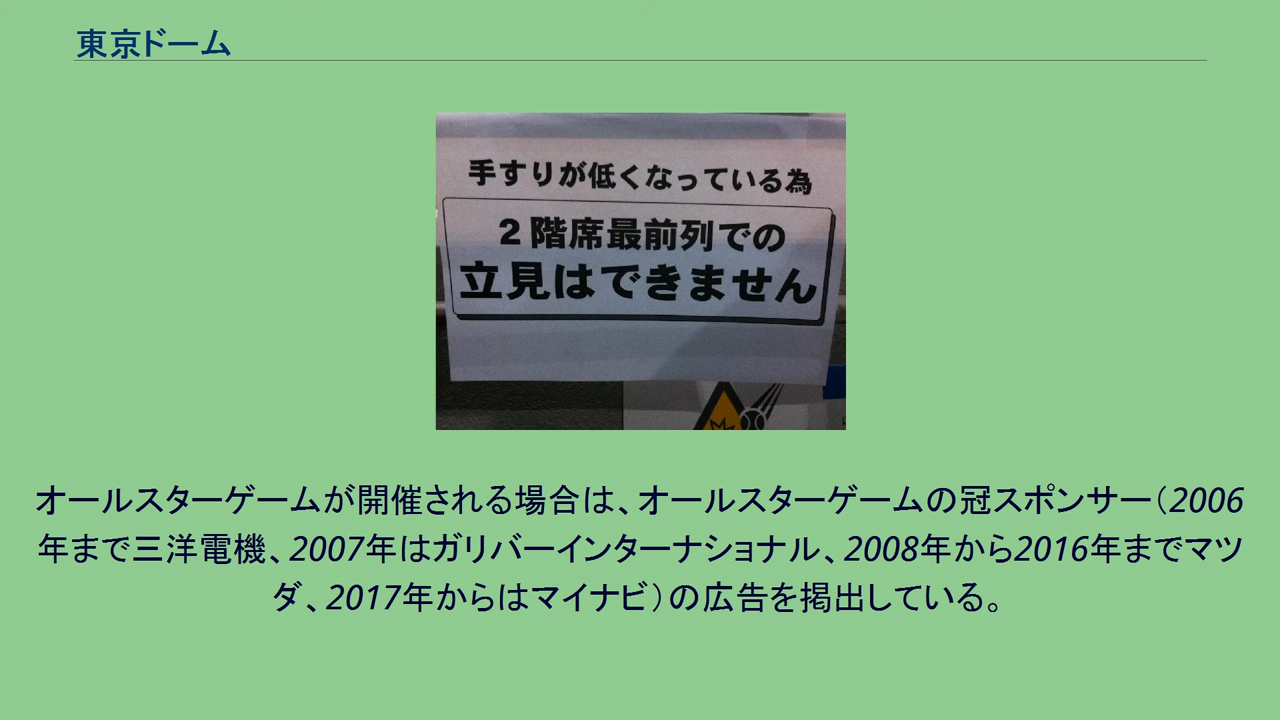 東京ドーム
手すりが低くなっている為
２階席最前列での
立見はできません
オールスターゲームが開催される場合は、オールスターゲームの冠スポンサー（2006
年まで三洋電機、2007年はガリバーインターナショナル、2008年から2016年までマツ
ダ、2017年からはマイナビ）の広告を掲出している。